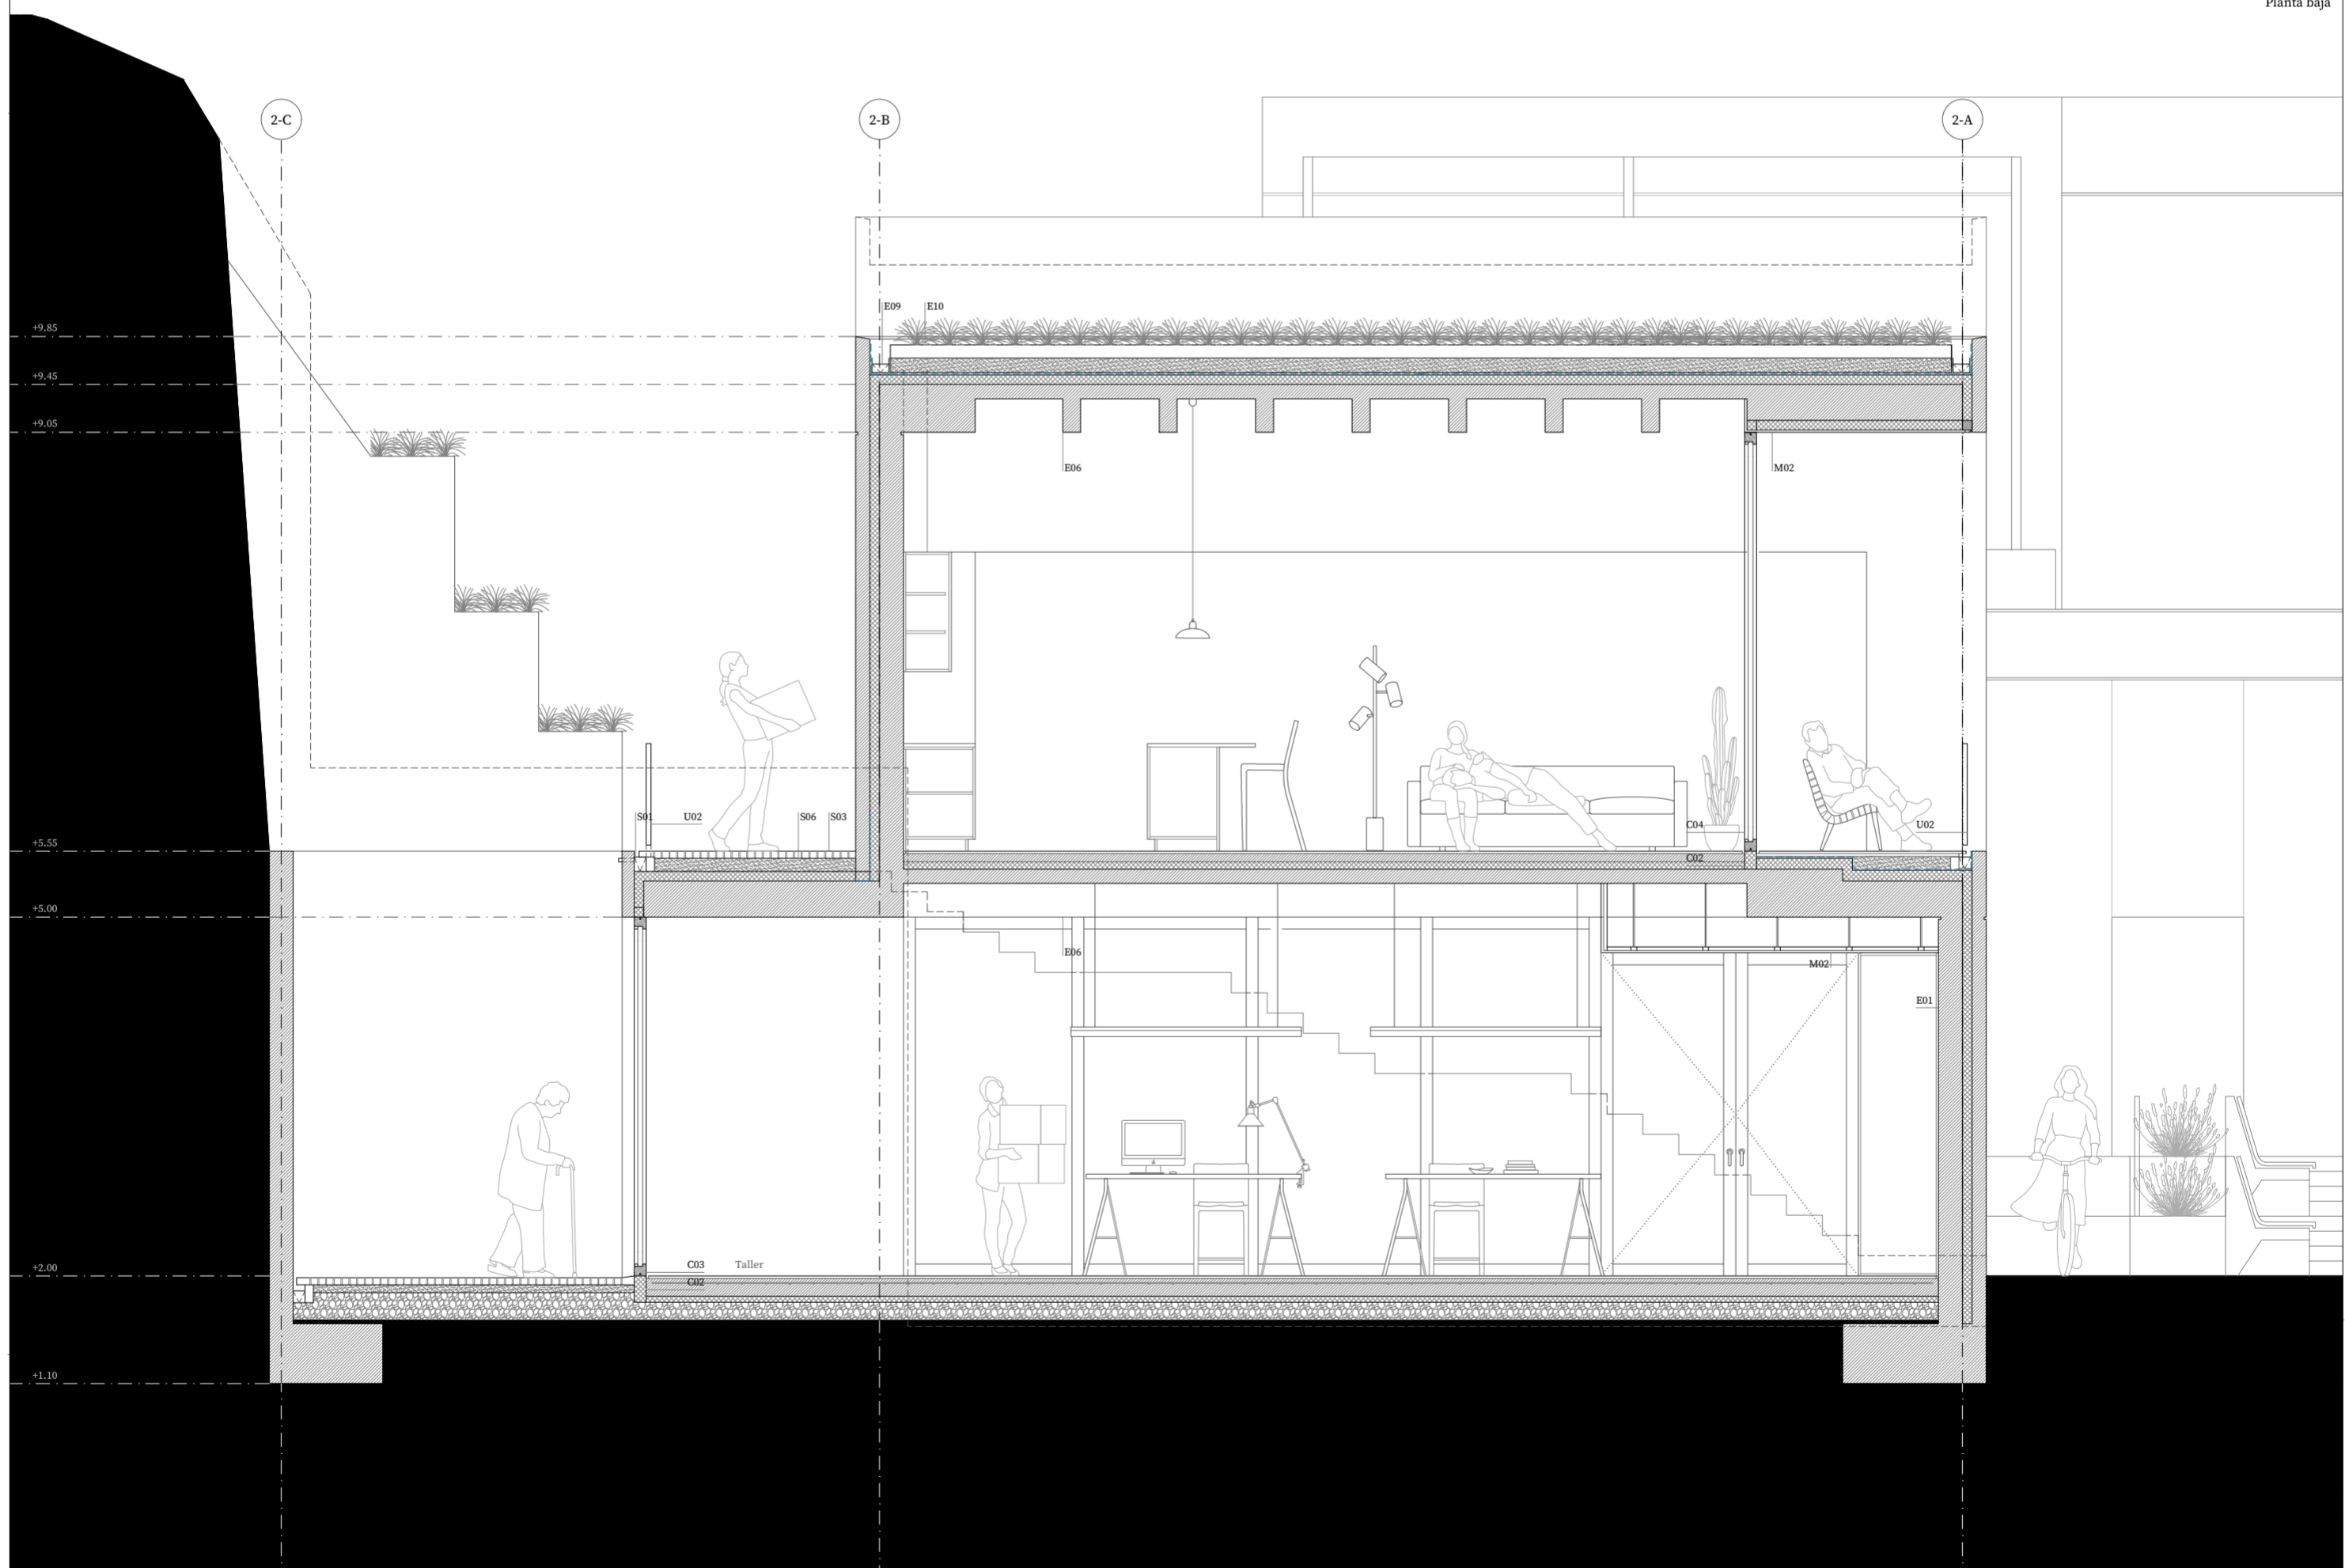 Planta baja
2-C
2-B
2-A
E09
E10
+9.85
+9.45
+9.05
E06
M02
S01
U02
S06
S03
C04
U02
+5.55
C02
+5.00
E06
M02
E01
C03
Taller
+2.00
C02
+1.10